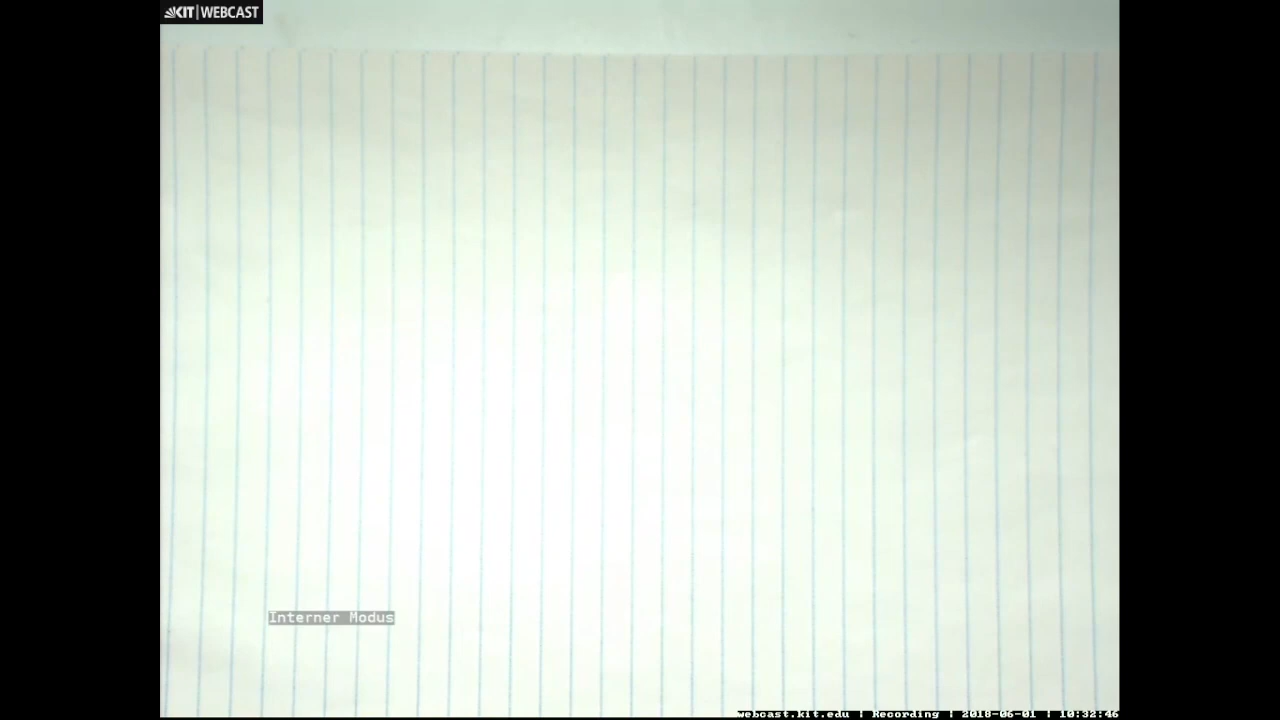 KIT | WEBCAST
Interner Modus
webcast.kit.edu | Recording | 2018-06-01 | 10:32:46